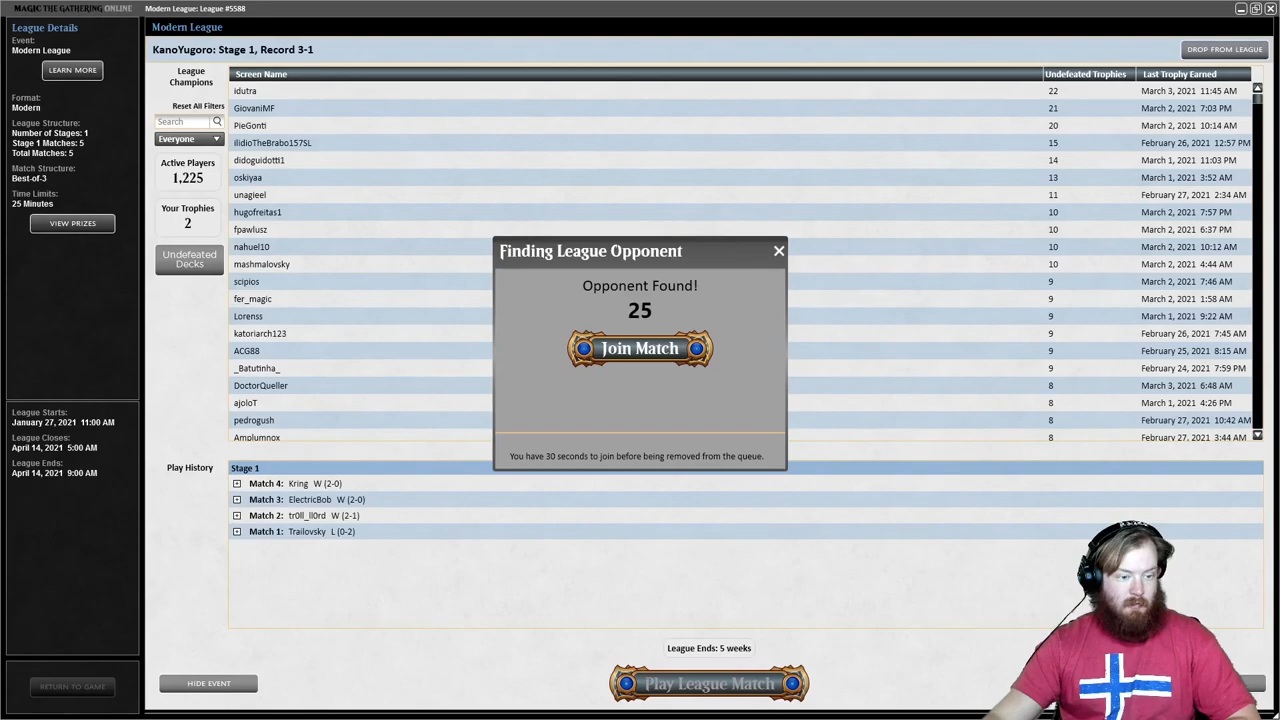 MAGIC THE GATHERING ONLINE
Modern League: League #5588
League Details
Event:
Modern League
LEARN MORE
Format:
Modern
League Structure:
Number of Stages: 1
Stage 1 Matches: 5
Total Matches: 5
Match Structure:
Best-of-3
Time Limits:
25 Minutes
VIEW PRIZES
League Starts:
January 27, 2021 11:00 AM
League Closes:
April 14, 2021 5:00 AM
League Ends:
April 14, 2021 9:00 AM
RETURN TO GAME
Modern League
KanoYugoro: Stage 1, Record 3-1
DROP FROM LEAGUE
League
Champions
Reset All Filters
Search
Everyone
Active Players
1,225
Your Trophies
2
Undefeated
Decks
Screen Name Undefeated Trophies Last Trophy Earned
idutra 22 March 3, 2021 11:45 AM
GiovaniMF 21 March 2, 2021 7:03 PM
PieGonti 20 March 2, 2021 10:14 AM
ilidioTheBrabo157SL 15 February 26, 2021 12:57 PM
didoguidotti1 14 March 1, 2021 11:03 PM
oskiyaa 13 March 1, 2021 3:52 AM
unagieel 11 February 27, 2021 2:34 AM
hugofreitas1 10 March 2, 2021 7:57 PM
fpawlusz 10 March 2, 2021 6:37 PM
nahuel10 10 March 2, 2021 10:12 AM
mashmalovsky 10 March 2, 2021 4:44 AM
scipios 9 March 2, 2021 7:46 AM
fer_magic 9 March 2, 2021 1:58 AM
Lorenss 9 March 1, 2021 9:22 AM
katoriarch123 9 February 26, 2021 7:45 AM
ACG88 9 February 25, 2021 8:15 AM
_Batutinha_ 9 February 24, 2021 7:59 PM
DoctorQueller 8 March 3, 2021 6:48 AM
ajoloT 8 March 1, 2021 4:26 PM
pedrogush 8 February 27, 2021 10:42 AM
Amplumnox 8 February 27, 2021 3:44 AM
Finding League Opponent
Opponent Found!
25
Join Match
You have 30 seconds to join before being removed from the queue.
Play History
Stage 1
Match 4: Kring W (2-0)
Match 3: ElectricBob W (2-0)
Match 2: tr0ll_ll0rd W (2-1)
Match 1: Trailovsky L (0-2)
League Ends: 5 weeks
HIDE EVENT
Play League Match